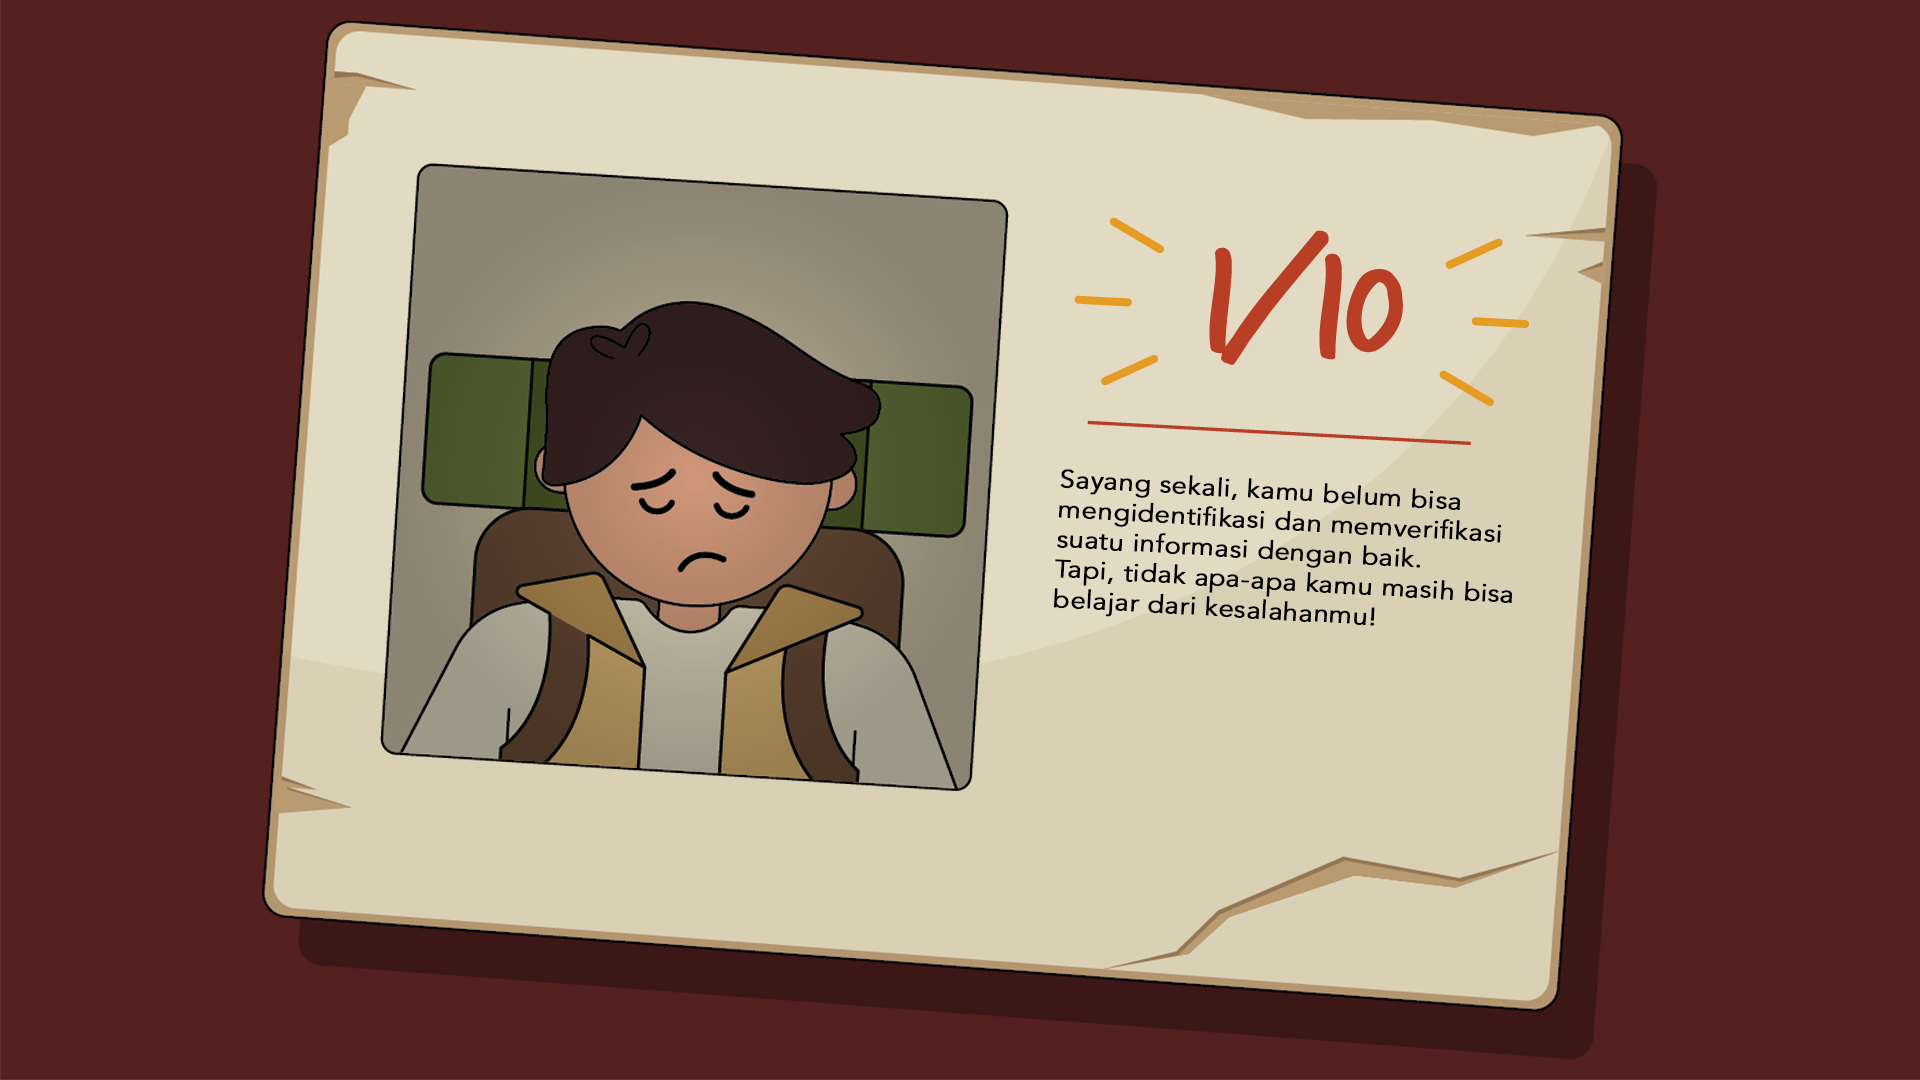 1/10
Sayang sekali, kamu belum bisa
mengidentifikasi dan memverifikasi
suatu informasi dengan baik.
Tapi, tidak apa-apa kamu masih bisa
belajar dari kesalahanmu!